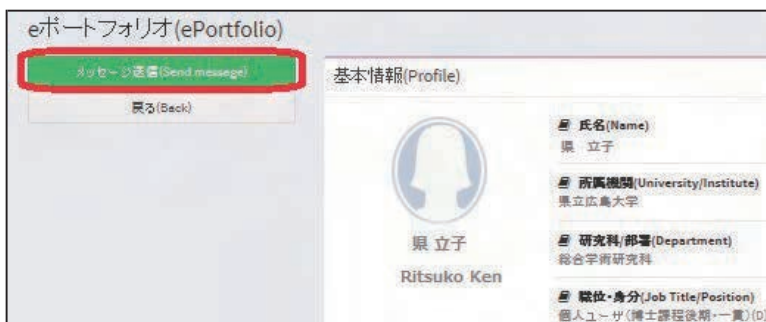 eポートフォリオ(ePortfolio)
メッセージ送信(Send message)
戻る(Back)
基本情報(Profile)
県 立子
Ritsuko Ken
氏名(Name)
県 立子
所属機関(University/Institute)
県立広島大学
研究科/部署(Department)
総合学術研究科
職位・身分(Job Title/Position)
個人ユーザ(博士課程後期・一貫)(D)